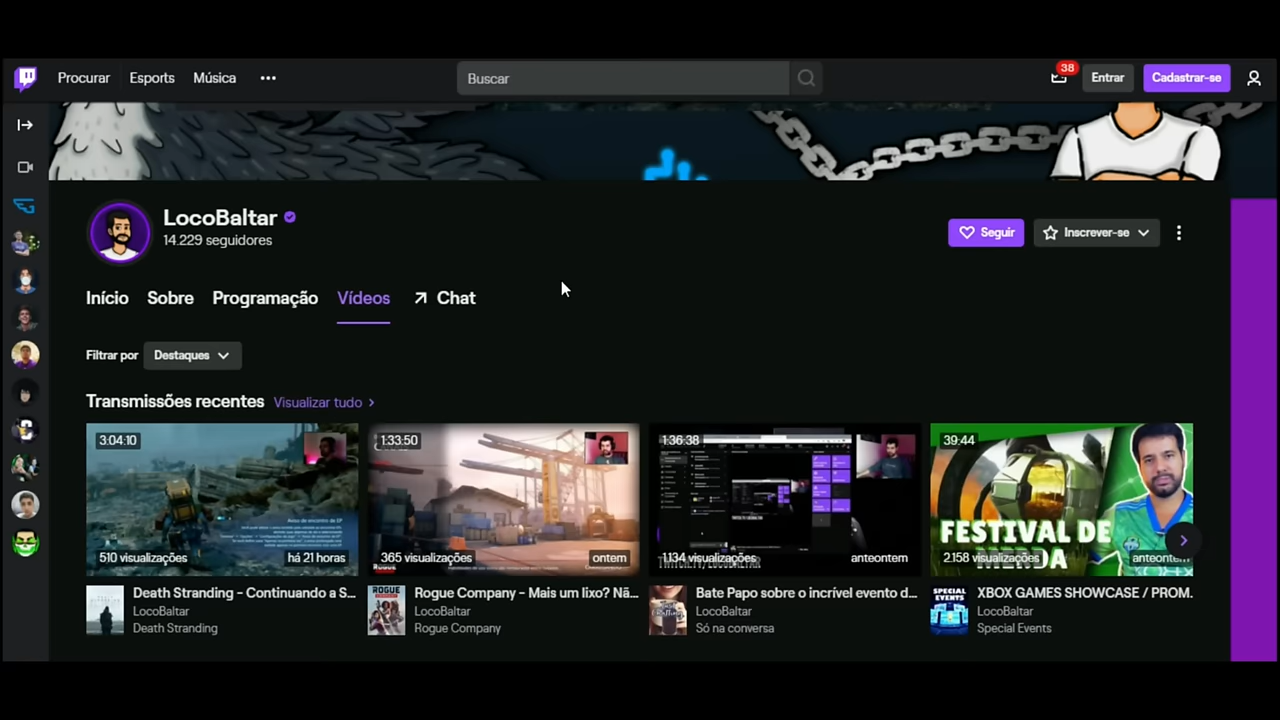 Procurar
Esports
Música
Buscar
38
Entrar
Cadastrar-se
LocoBaltar
14.229 seguidores
Seguir
Inscrever-se
Início
Sobre
Programação
Vídeos
Chat
Filtrar por
Destaques
Transmissões recentes
Visualizar tudo
3:04:10
510 visualizações
há 21 horas
Death Stranding - Continuando a S...
LocoBaltar
Death Stranding
1:33:50
365 visualizações
ontem
ROGUE
Rogue Company - Mais um lixo? Nã...
LocoBaltar
Rogue Company
1:36:38
1.134 visualizações
anteontem
Bate Papo sobre o incrível evento d...
LocoBaltar
Só na conversa
39:44
FESTIVAL DE
2.158 visualizações
SPECIAL
EVENTS
XBOX GAMES SHOWCASE / PROM.
LocoBaltar
Special Events